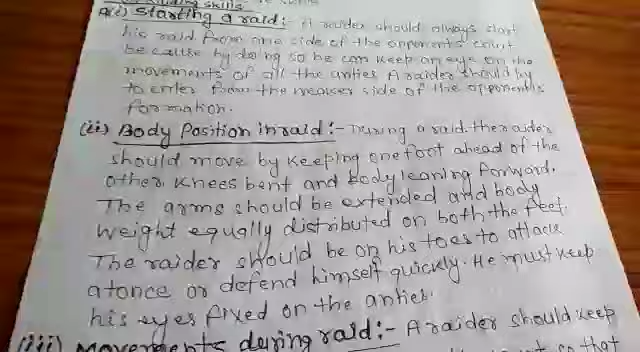 skills
A(i) Starting a raid:- A raider should always start
his raid from one side of the opponents court
be cause by doing so he can keep an eye on the
movements of all the anties A raider should by
to enter from the weaker side of the opponents
formation.
(ii) Body Position in raid:- During a raid the raider
should move by keeping one foot ahead of the
other knees bent and body leaning forward.
The arms should be extended and body
weight equally distributed on both the feet.
The raider should be on his toes to attack
atonce or defend himself quickly. He must keep
his eyes fixed on the anties.
(iii) Movements during raid:- A raider should keep
so that